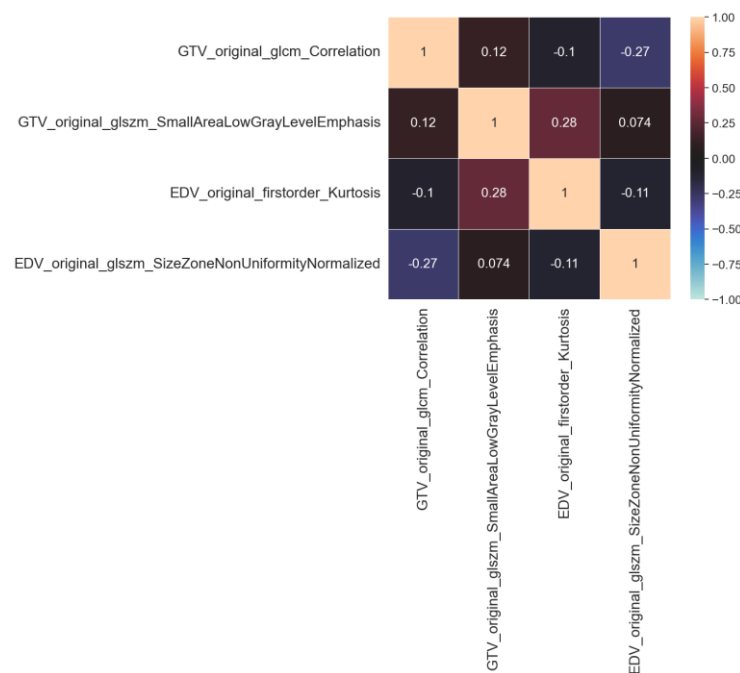 GTV_original_glcm_Correlation 1 0.12 -0.1 -0.27
GTV_original_glszm_SmallAreaLowGrayLevelEmphasis 0.12 1 0.28 0.074
EDV_original_firstorder_Kurtosis -0.1 0.28 1 -0.11
EDV_original_glszm_SizeZoneNonUniformityNormalized -0.27 0.074 -0.11 1
1.00
0.75
0.50
0.25
0.00
−0.25
−0.50
−0.75
−1.00
GTV_original_glcm_Correlation
GTV_original_glszm_SmallAreaLowGrayLevelEmphasis
EDV_original_firstorder_Kurtosis
EDV_original_glszm_SizeZoneNonUniformityNormalized